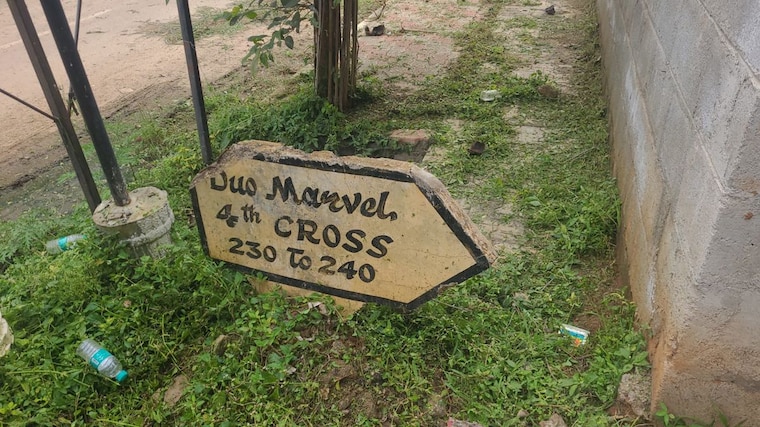 Duo Marvel
4th CROSS
230 To 240